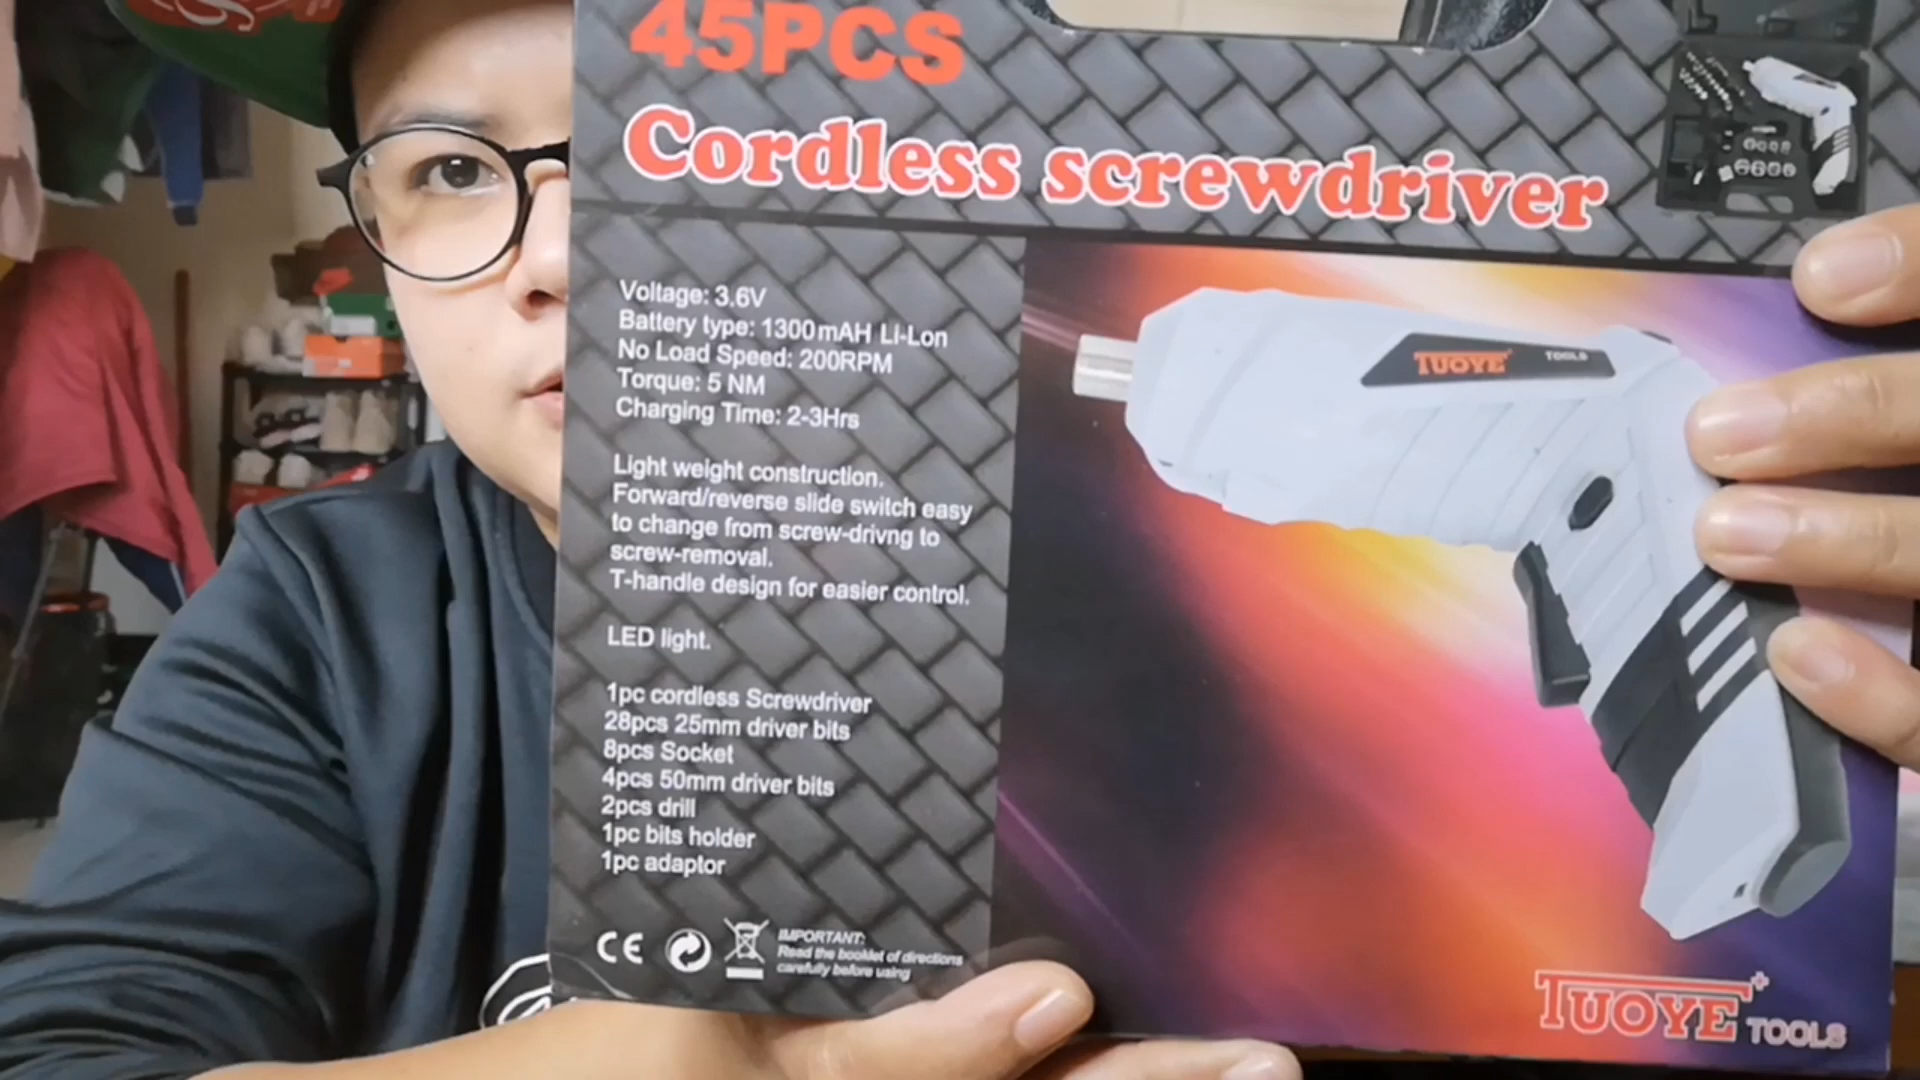 45PCS
Cordless screwdriver
Voltage: 3.6V
Battery type: 1300mAH Li-Lon
No Load Speed: 200RPM
Torque: 5 NM
Charging Time: 2-3Hrs
Light weight construction.
Forward/reverse slide switch easy
to change from screw-drivng to
screw-removal.
T-handle design for easier control.
LED light.
1pc cordless Screwdriver
28pcs 25mm driver bits
8pcs Socket
4pcs 50mm driver bits
2pcs drill
1pc bits holder
1pc adaptor
CE
IMPORTANT:
Read the booklet of directions
carefully before using
TUOYE TOOLS
TUOYE+ TOOLS